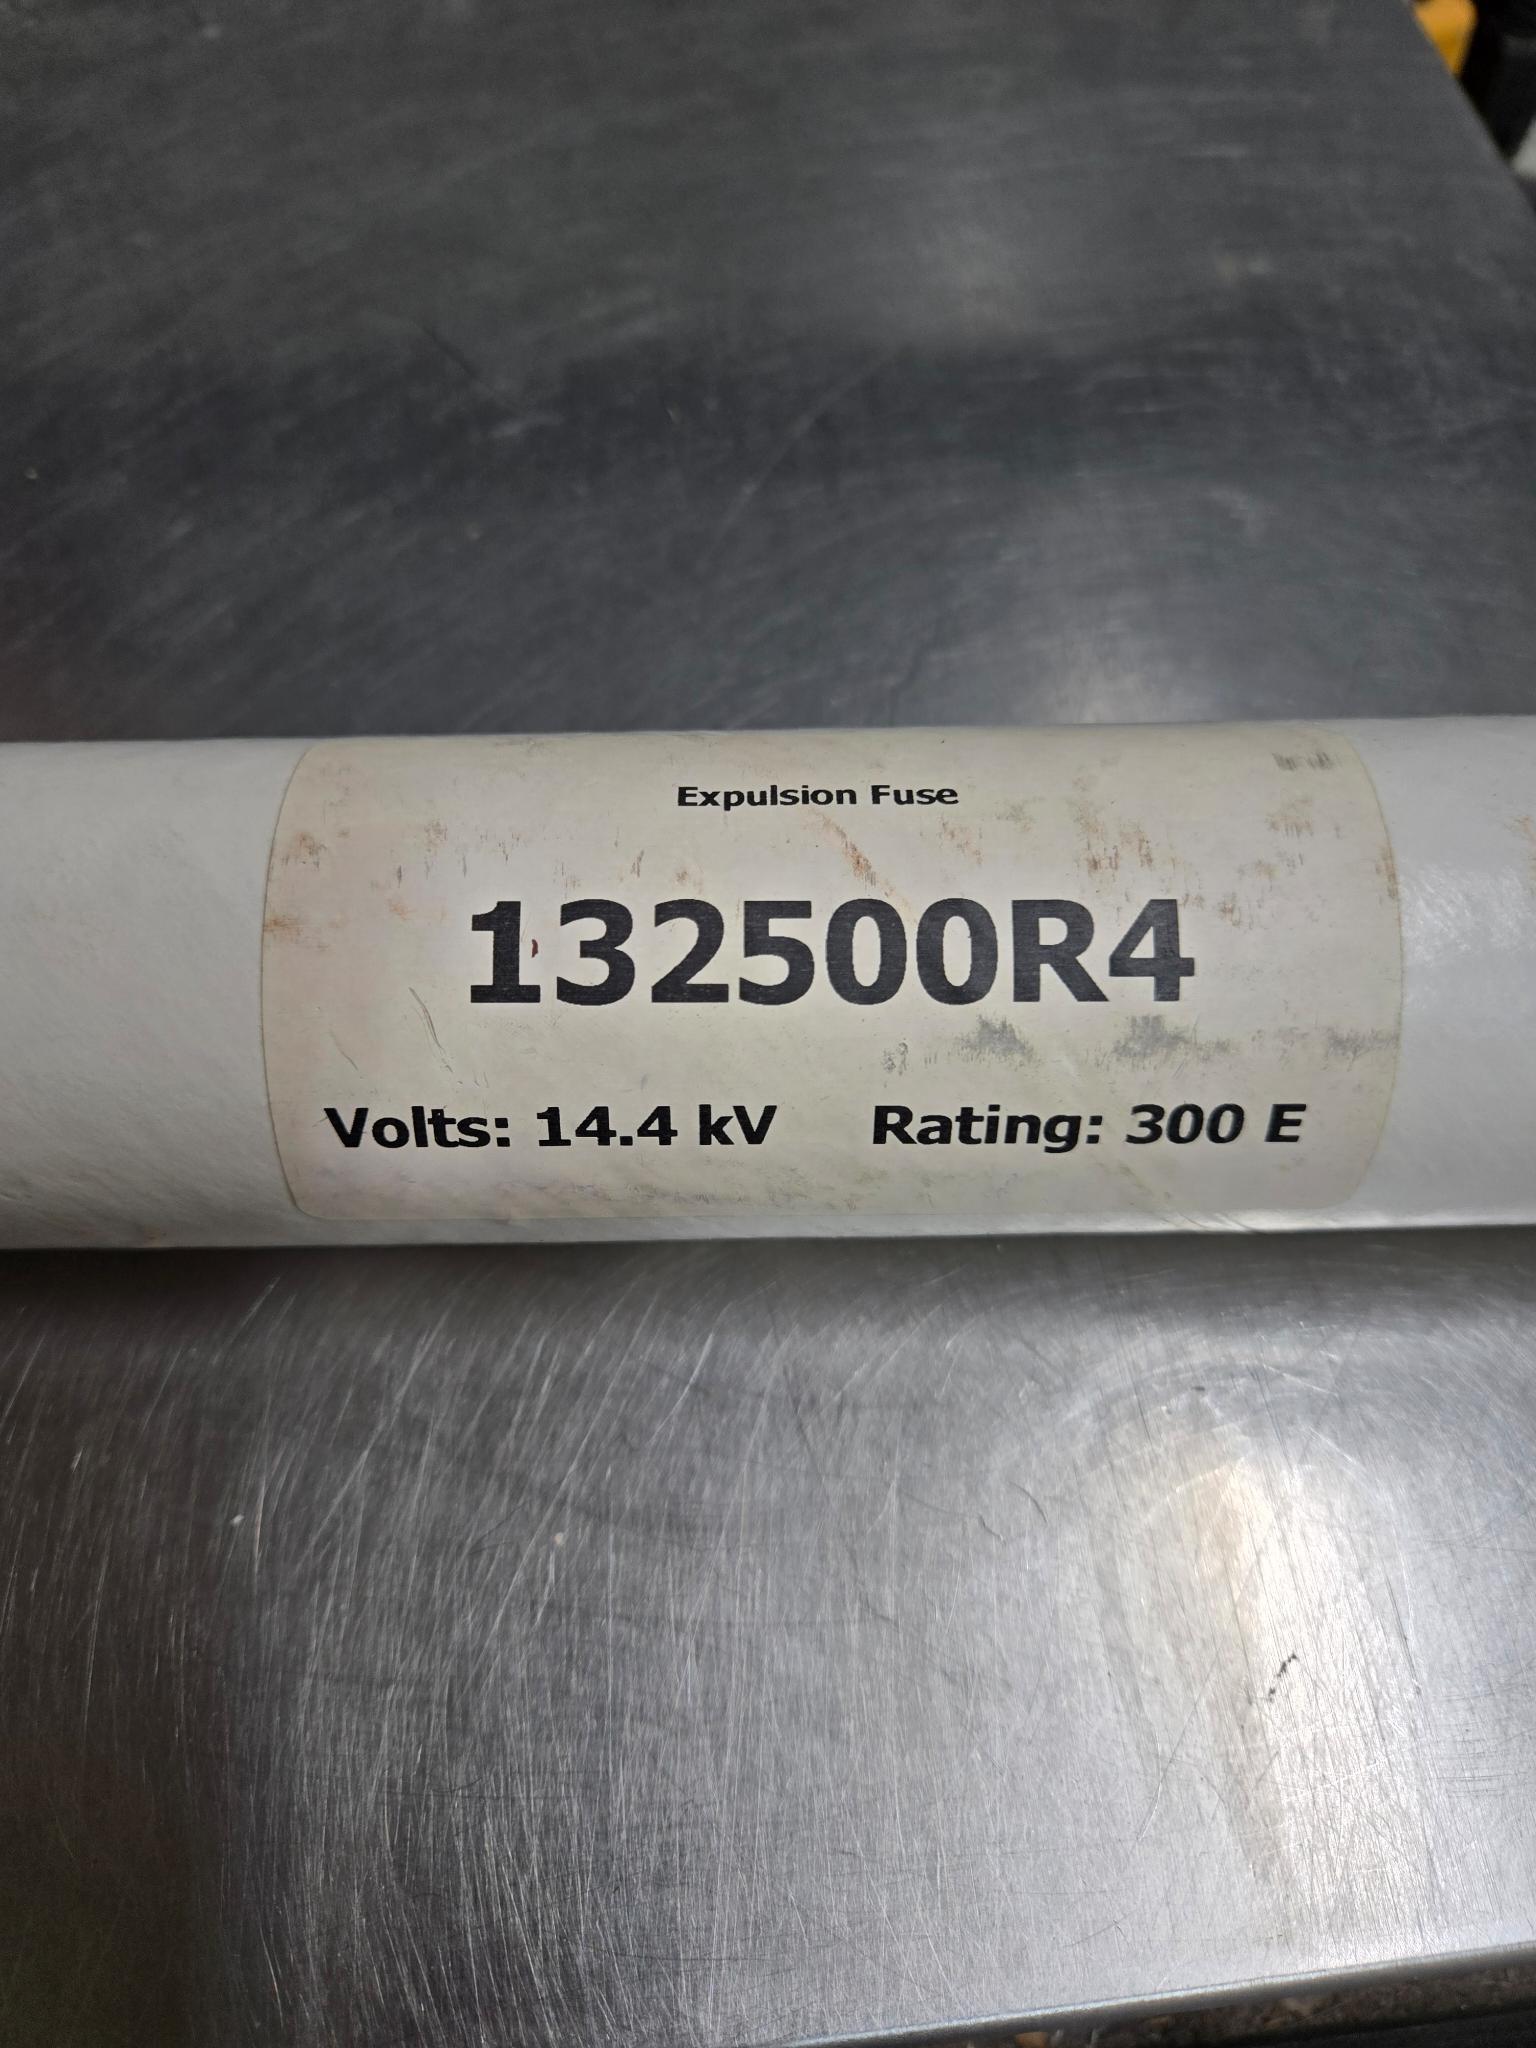 Expulsion Fuse
132500R4
Volts: 14.4 kV Rating: 300 E